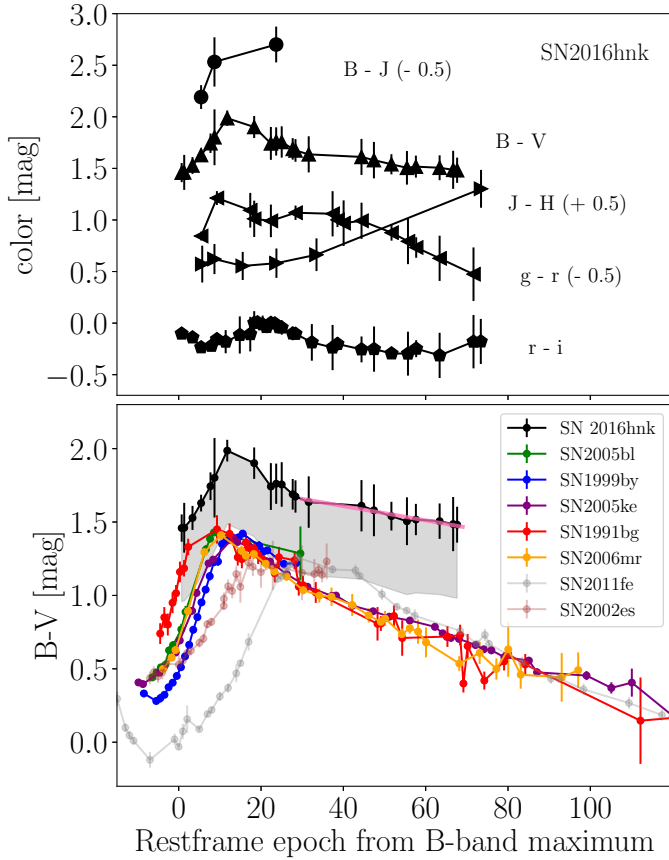 SN2016hnk
B - J (- 0.5)
B - V
J - H (+ 0.5)
g - r (- 0.5)
r - i
color [mag]
3.0
2.5
2.0
1.5
1.0
0.5
0.0
−0.5
SN 2016hnk
SN2005bl
SN1999by
SN2005ke
SN1991bg
SN2006mr
SN2011fe
SN2002es
B-V [mag]
2.0
1.5
1.0
0.5
0.0
0 20 40 60 80 100
Restframe epoch from B-band maximum